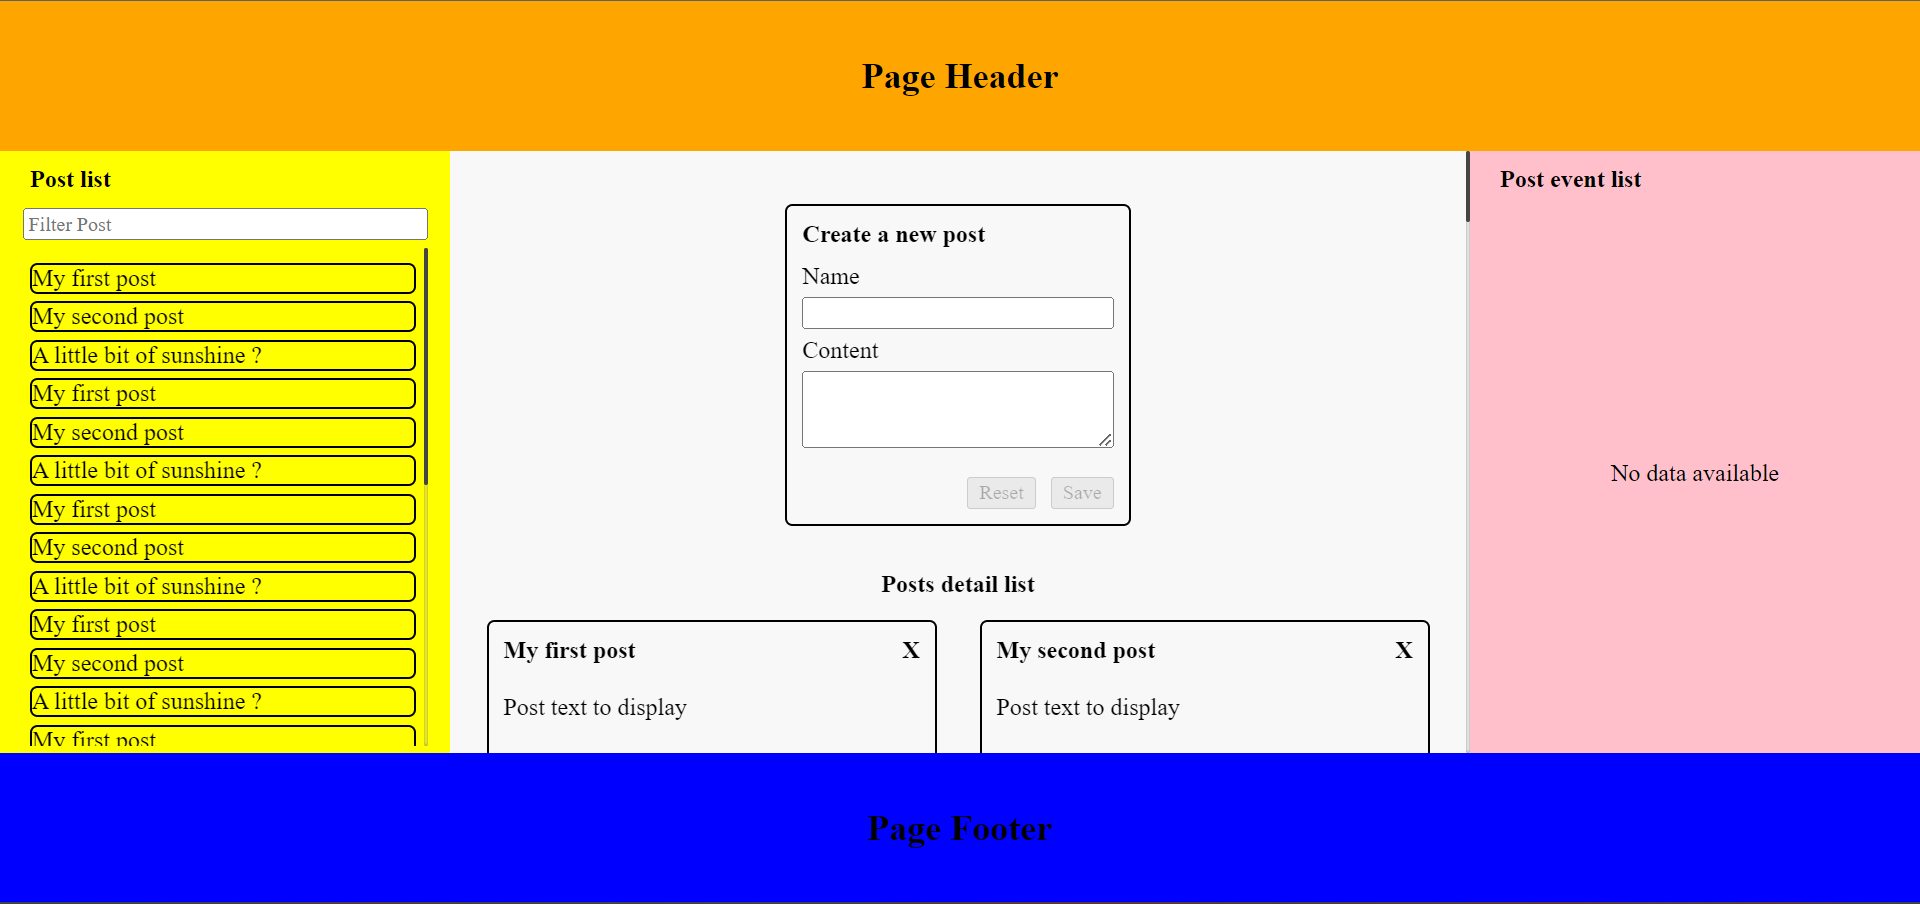 Page Header
Post list
Filter Post
My first post
My second post
A little bit of sunshine ?
My first post
My second post
A little bit of sunshine ?
My first post
My second post
A little bit of sunshine ?
My first post
My second post
A little bit of sunshine ?
My first post
Create a new post
Name
Content
Reset Save
Posts detail list
My first post X
Post text to display
My second post X
Post text to display
Post event list
No data available
Page Footer